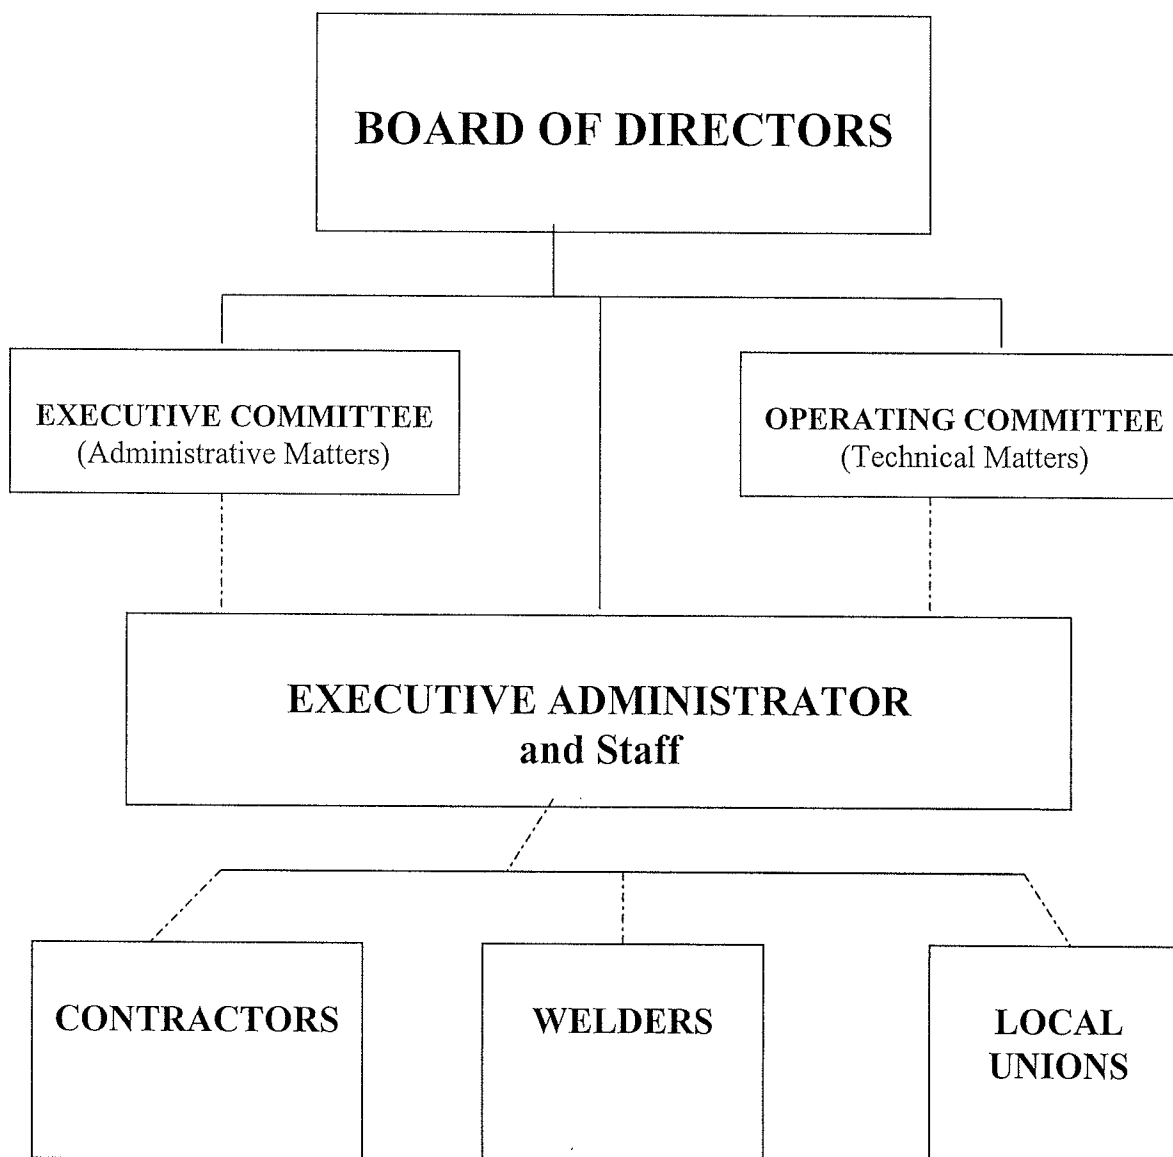 BOARD OF DIRECTORS
EXECUTIVE COMMITTEE
(Administrative Matters)
OPERATING COMMITTEE
(Technical Matters)
EXECUTIVE ADMINISTRATOR
and Staff
CONTRACTORS
WELDERS
LOCAL
UNIONS